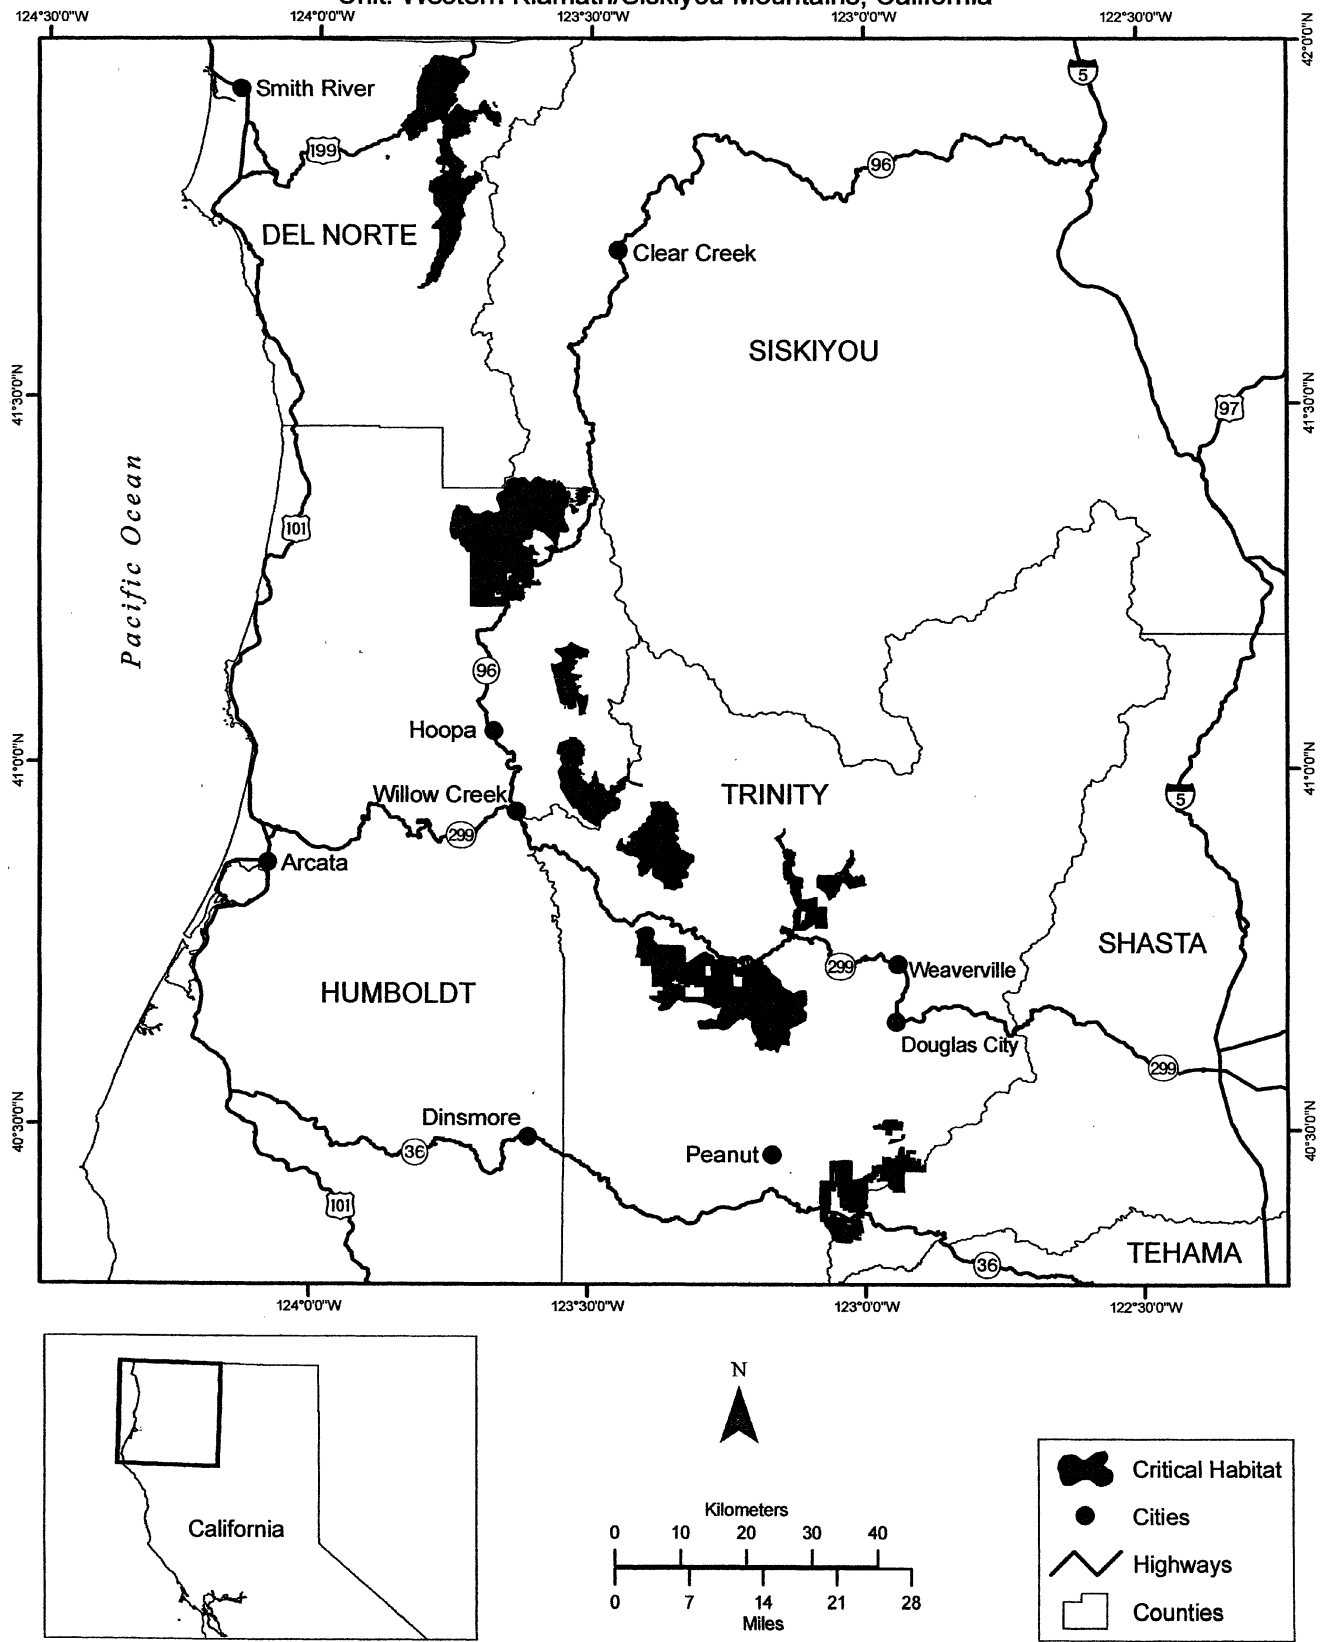 Unit: Western Klamath/Siskiyou Mountains, California
124°30'0"W 124°0'0"W 123°30'0"W 123°0'0"W 122°30'0"W
42°0'0"N
5
Smith River
199
96
DEL NORTE
Clear Creek
SISKIYOU
41°30'0"N
41°30'0"N
97
Pacific Ocean
101
96
Hoopa
41°0'0"N
41°0'0"N
Willow Creek
TRINITY
5
299
Arcata
SHASTA
299
Weaverville
HUMBOLDT
Douglas City
299
40°30'0"N
40°30'0"N
Dinsmore
36
Peanut
101
TEHAMA
36
124°0'0"W 123°30'0"W 123°0'0"W 122°30'0"W
California
N
Kilometers
0 10 20 30 40
0 7 14 21 28
Miles
Critical Habitat
Cities
Highways
Counties